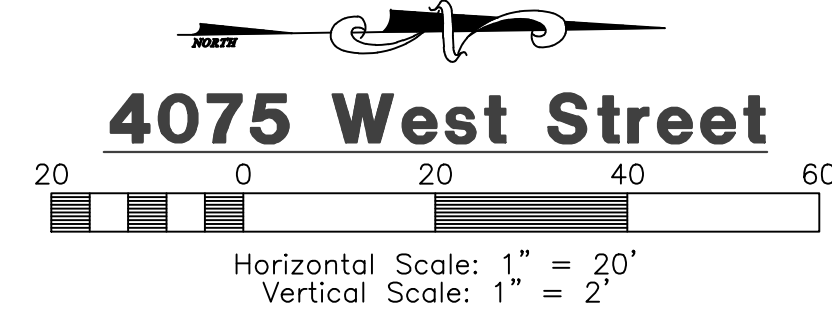 NORTH
4075 West Street
20 0 20 40 60
Horizontal Scale: 1" = 20'
Vertical Scale: 1" = 2'